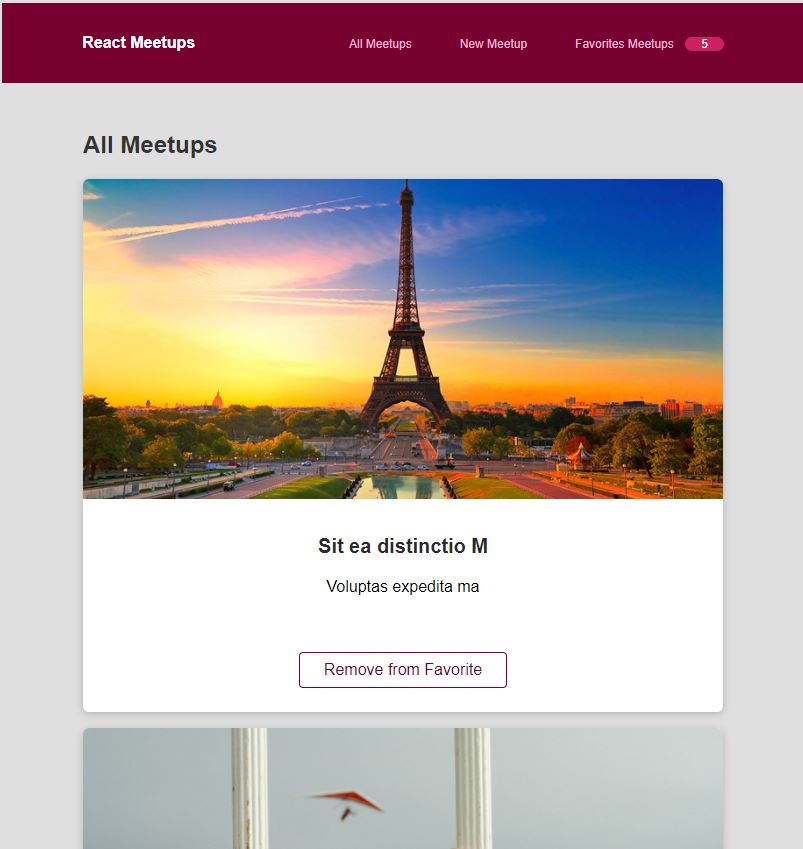 React Meetups
All Meetups
New Meetup
Favorites Meetups 5
All Meetups
Sit ea distinctio M
Voluptas expedita ma
Remove from Favorite